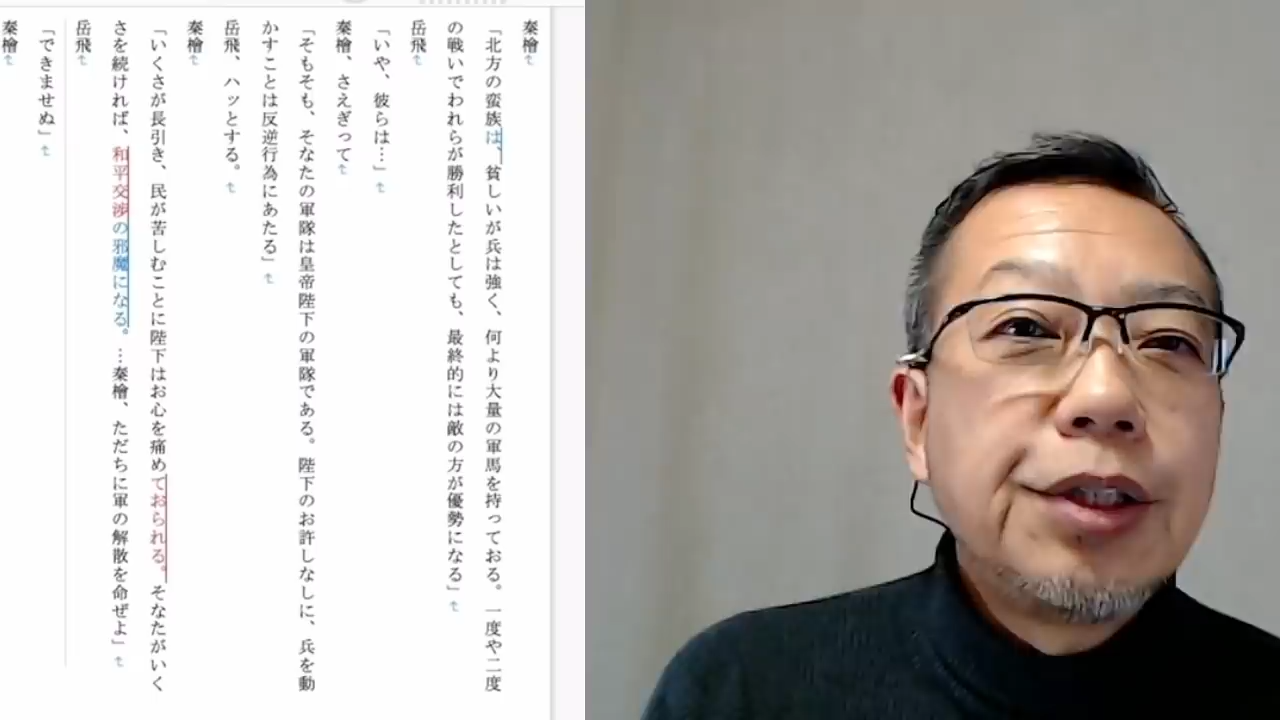 秦檜
「北方の蛮族は、貧しいが兵は強く、何より大量の軍馬を持っておる。一度や二度
の戦いでわれらが勝利したとしても、最終的には敵の方が優勢になる」
岳飛
「いや、彼らは…」
秦檜、さえぎって
「そもそも、そなたの軍隊は皇帝陛下の軍隊である。陛下のお許しなしに、兵を動
かすことは反逆行為にあたる」
岳飛、ハッとする。
秦檜
「いくさが長引き、民が苦しむことに陛下はお心を痛めておられる。そなたがいく
さを続ければ、和平交渉の邪魔になる。…秦檜、ただちに軍の解散を命ぜよ」
岳飛
「できませぬ」
秦檜